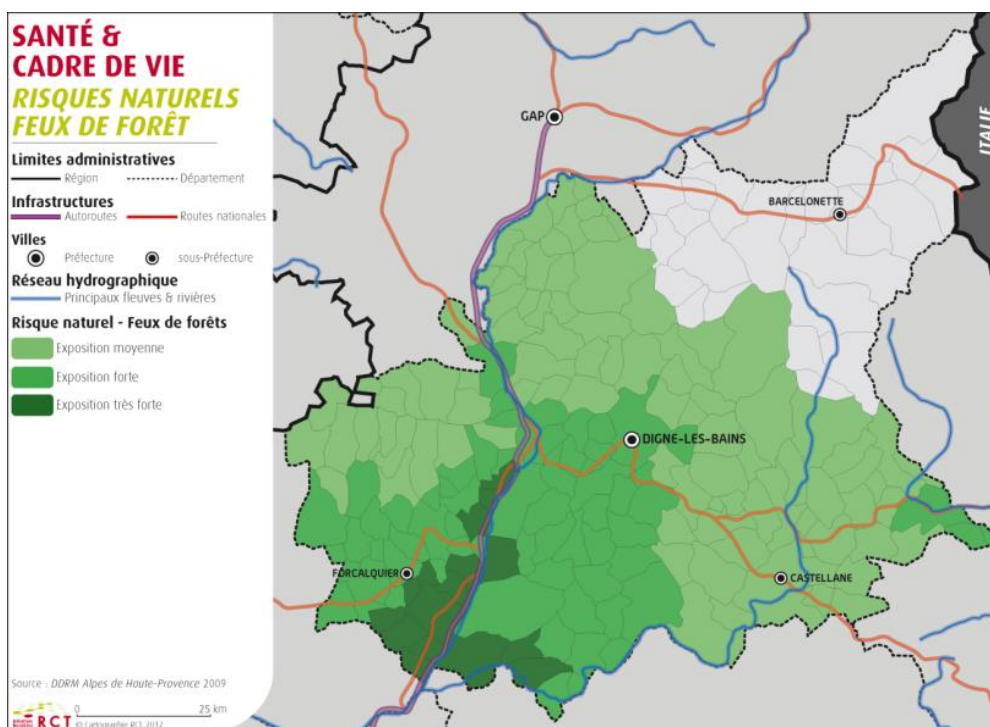 SANTÉ &
CADRE DE VIE
RISQUES NATURELS
FEUX DE FORÊT
Limites administratives
Région Département
Infrastructures
Autoroutes Routes nationales
Villes
Préfecture sous-Préfecture
Réseau hydrographique
Principaux fleuves & rivières
Risque naturel - Feux de forêts
Exposition moyenne
Exposition forte
Exposition très forte
Source : DDRM Alpes de Haute-Provence 2009
0 25 km
RCT © Cartographie RCT, 2012
GAP
ITALIE
BARCELONETTE
DIGNE-LES-BAINS
FORCALQUIER
CASTELLANE